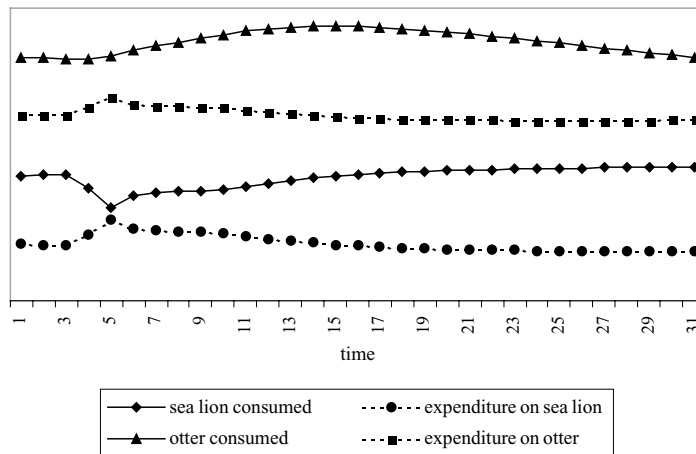 1 3 5 7 9 11 13 15 17 19 21 23 25 27 29 31
time
sea lion consumed expenditure on sea lion
otter consumed expenditure on otter